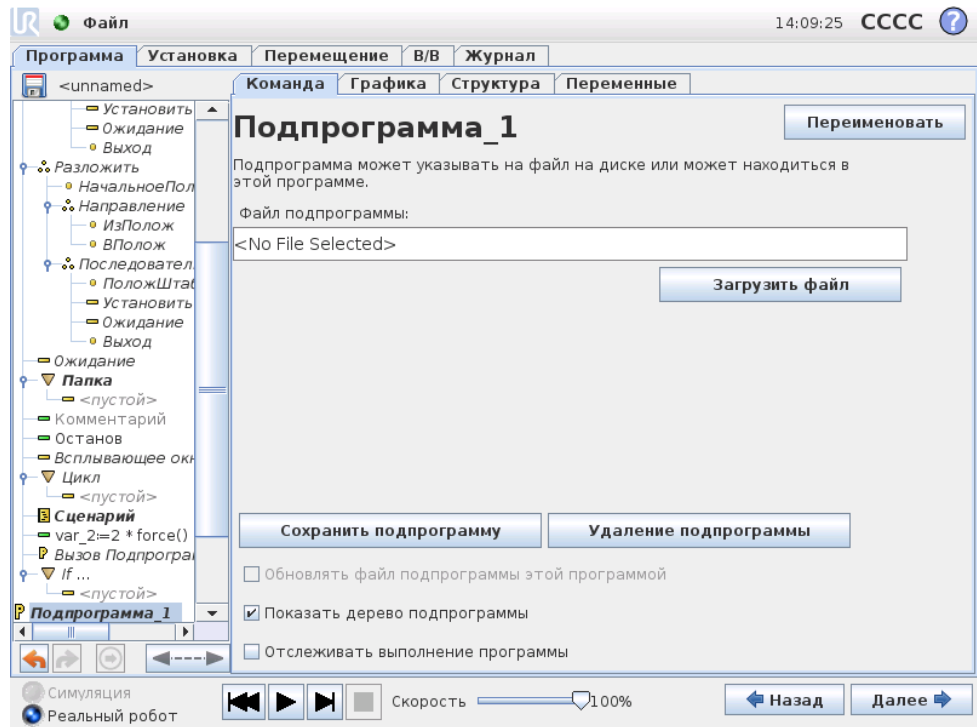 UR Файл 14:09:25 CCCC ?
Программа Установка Перемещение В/В Журнал
<unnamed>
Команда Графика Структура Переменные
Установить
Ожидание
Выход
Разложить
НачальноеПол
Направление
ИзПолож
ВПолож
Последовател
ПоложШтаб
Установить
Ожидание
Выход
Ожидание
Папка
<пустой>
Комментарий
Останов
Всплывающее окн
Цикл
<пустой>
Сценарий
var_2:=2 * force()
Вызов Подпрограм
If ...
<пустой>
Подпрограмма_1
Подпрограмма_1
Переименовать
Подпрограмма может указывать на файл на диске или может находиться в
этой программе.
Файл подпрограммы:
<No File Selected>
Загрузить файл
Сохранить подпрограмму Удаление подпрограммы
Обновлять файл подпрограммы этой программой
Показать дерево подпрограммы
Отслеживать выполнение программы
Симуляция
Реальный робот
Скорость 100%
Назад Далее